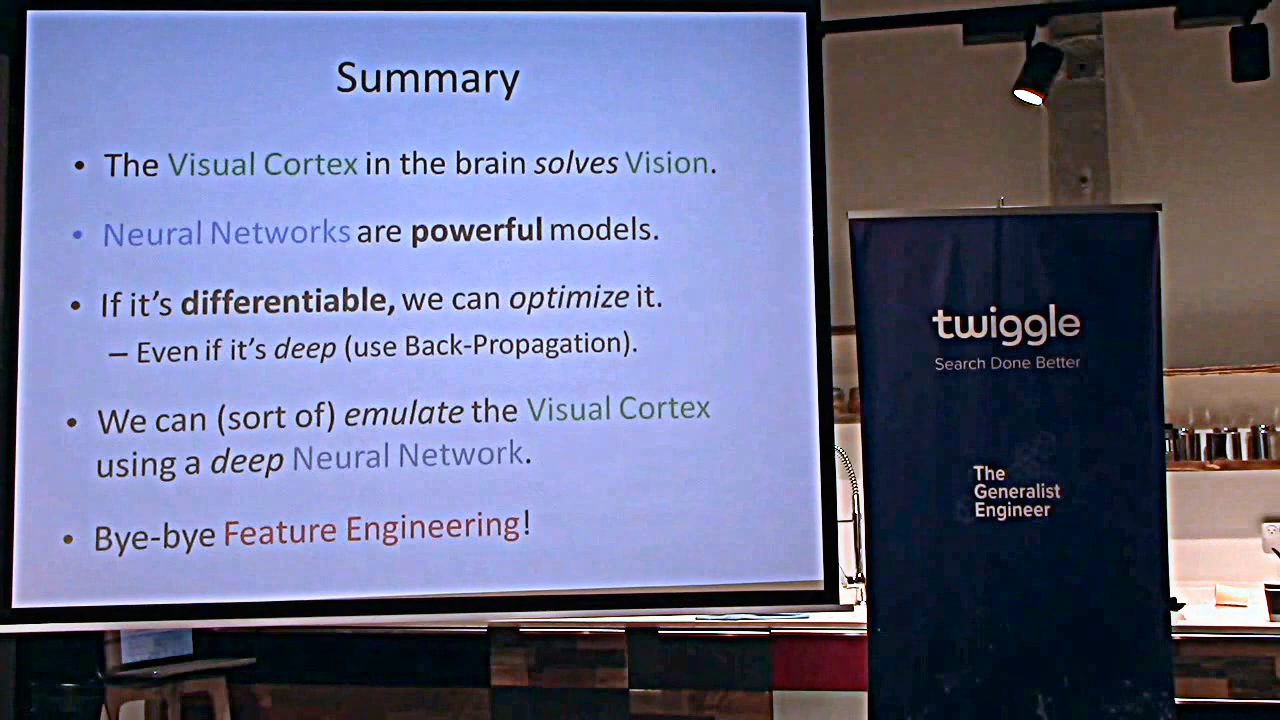 Summary
• The Visual Cortex in the brain solves Vision.
• Neural Networks are powerful models.
• If it's differentiable, we can optimize it.
– Even if it's deep (use Back-Propagation).
• We can (sort of) emulate the Visual Cortex
using a deep Neural Network.
• Bye-bye Feature Engineering!
twiggle
Search Done Better
The
Generalist
Engineer